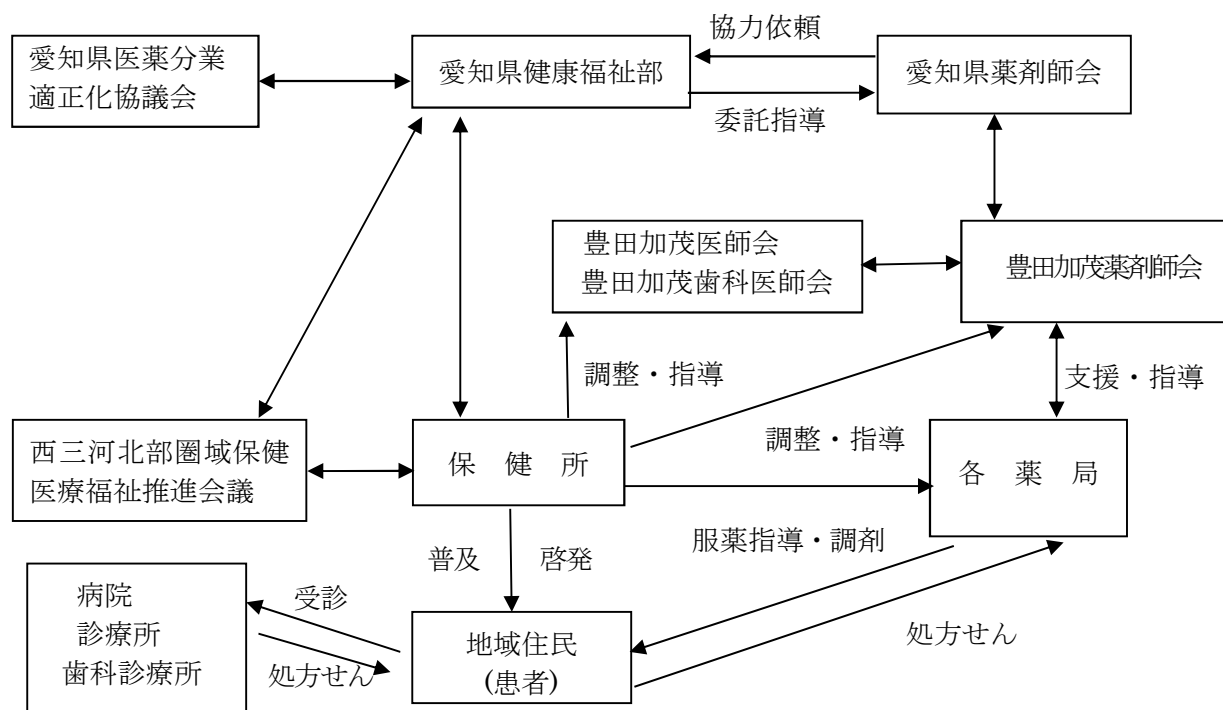 協力依頼
愛知県医薬分業
適正化協議会
愛知県健康福祉部
愛知県薬剤師会
委託指導
豊田加茂医師会
豊田加茂歯科医師会
豊田加茂薬剤師会
調整・指導
支援・指導
西三河北部圏域保健
医療福祉推進会議
保　健　所
調整・指導
各　薬　局
服薬指導・調剤
普及
啓発
病院
診療所
歯科診療所
受診
処方せん
地域住民
(患者)
処方せん